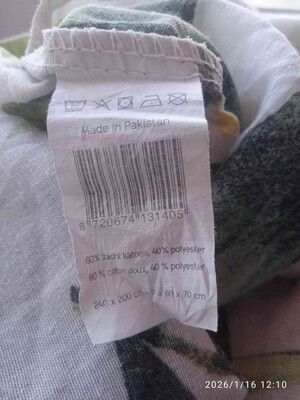 Made in Pakistan
8 720674 131405
60% zacht katoen, 40% polyester
60 % coton doux, 40 % polyester
240 x 200 cm 60 x 70 cm
2026/1/16 12:10